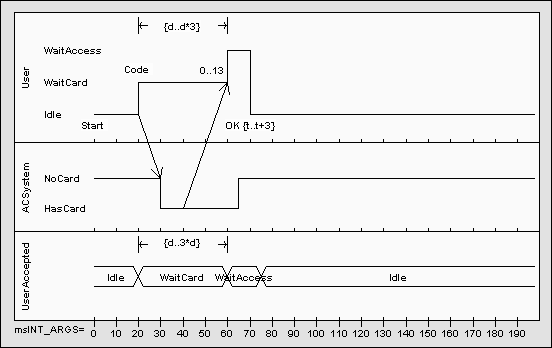 {d..d*3}
WaitAccess
Code 0..13
WaitCard
User
Idle
Start OK {t..t+3}
NoCard
ACSystem
HasCard
{d..3*d}
Idle WaitCard WaitAccess Idle
UserAccepted
msINT_ARGS= 0 10 20 30 40 50 60 70 80 90 100 110 120 130 140 150 160 170 180 190